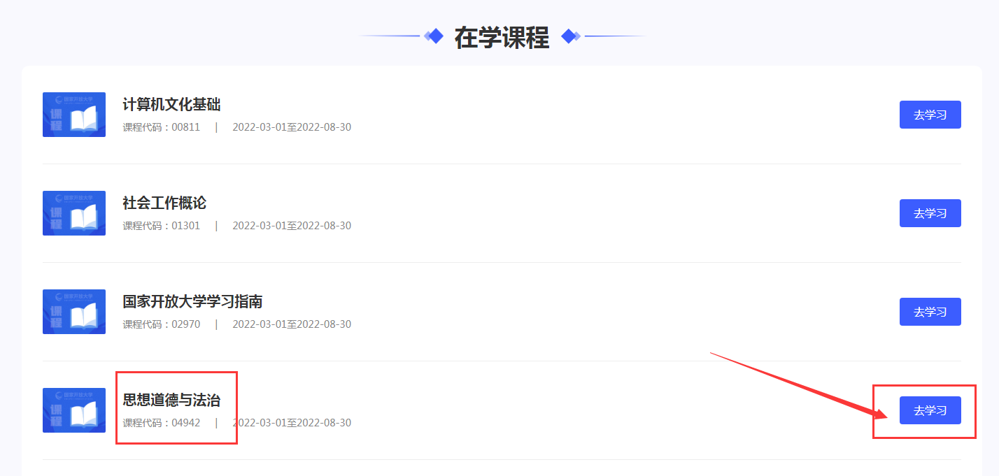 在学课程
国家开放大学
课程
计算机文化基础
课程代码：00811 | 2022-03-01至2022-08-30
去学习
国家开放大学
课程
社会工作概论
课程代码：01301 | 2022-03-01至2022-08-30
去学习
国家开放大学
课程
国家开放大学学习指南
课程代码：02970 | 2022-03-01至2022-08-30
去学习
国家开放大学
课程
思想道德与法治
课程代码：04942 | 2022-03-01至2022-08-30
去学习